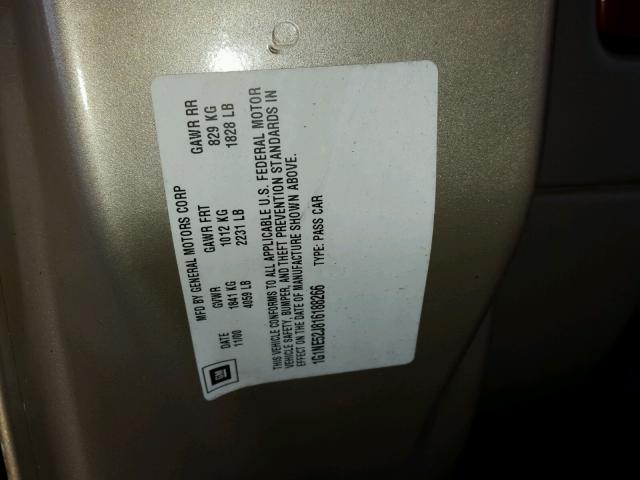 MFD BY GENERAL MOTORS CORP
DATE GVWR GAWR FRT GAWR RR
11/00 1841 KG 1012 KG 829 KG
4059 LB 2231 LB 1828 LB
THIS VEHICLE CONFORMS TO ALL APPLICABLE U.S. FEDERAL MOTOR
VEHICLE SAFETY, BUMPER, AND THEFT PREVENTION STANDARDS IN
EFFECT ON THE DATE OF MANUFACTURE SHOWN ABOVE.
1G1NE52J816188266 TYPE: PASS CAR
GM